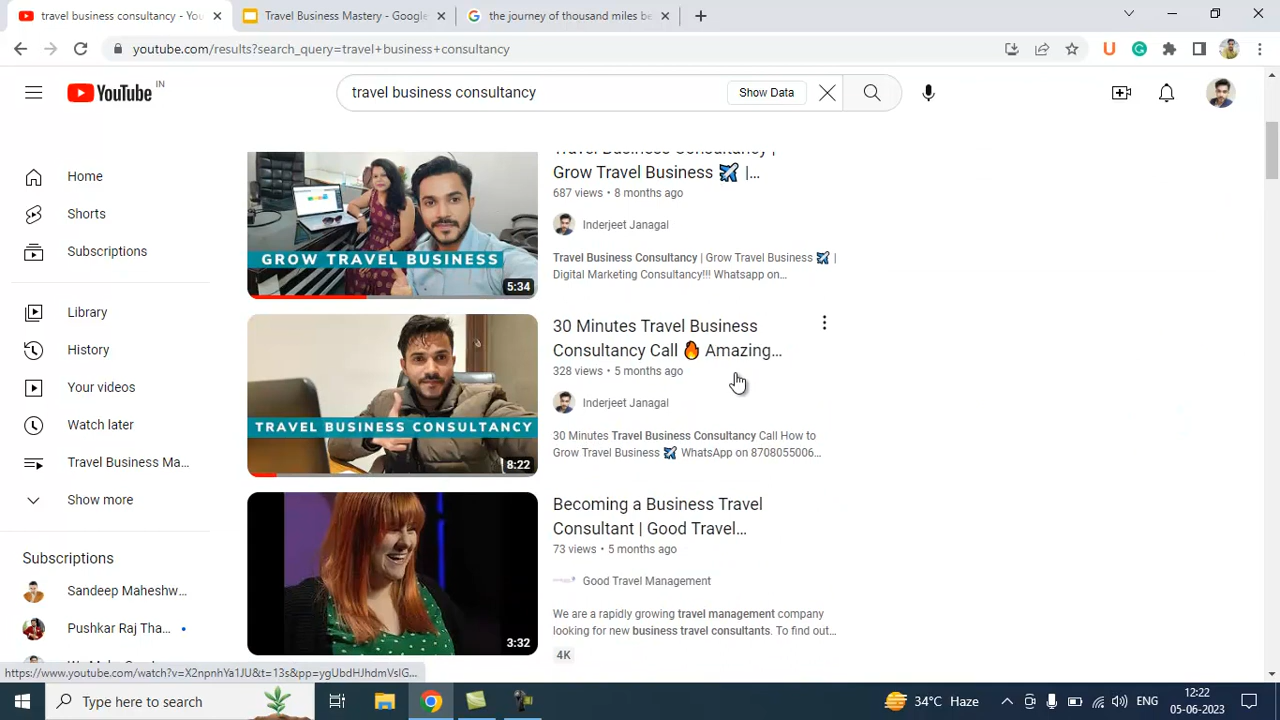 travel business consultancy - You
Travel Business Mastery - Google
the journey of thousand miles be
youtube.com/results?search_query=travel+business+consultancy
YouTube IN
travel business consultancy
Show Data
Home
Shorts
Subscriptions
Library
History
Your videos
Watch later
Travel Business Ma...
Show more
Subscriptions
Sandeep Maheshw...
Pushkar Raj Tha...
GROW TRAVEL BUSINESS
5:34
Travel Business Consultancy |
Grow Travel Business ✈️ |...
687 views • 8 months ago
Inderjeet Janagal
Travel Business Consultancy | Grow Travel Business ✈️ |
Digital Marketing Consultancy!!! Whatsapp on...
TRAVEL BUSINESS CONSULTANCY
8:22
30 Minutes Travel Business
Consultancy Call 🔥 Amazing...
328 views • 5 months ago
Inderjeet Janagal
30 Minutes Travel Business Consultancy Call How to
Grow Travel Business ✈️ WhatsApp on 8708055006...
3:32
Becoming a Business Travel
Consultant | Good Travel...
73 views • 5 months ago
Good Travel Management
We are a rapidly growing travel management company
looking for new business travel consultants. To find out...
4K
https://www.youtube.com/watch?v=X2npnhYa1JU&t=13s&pp=ygUbdHJhdmVsIG...
Type here to search
34°C Haze
ENG
12:22
05-06-2023